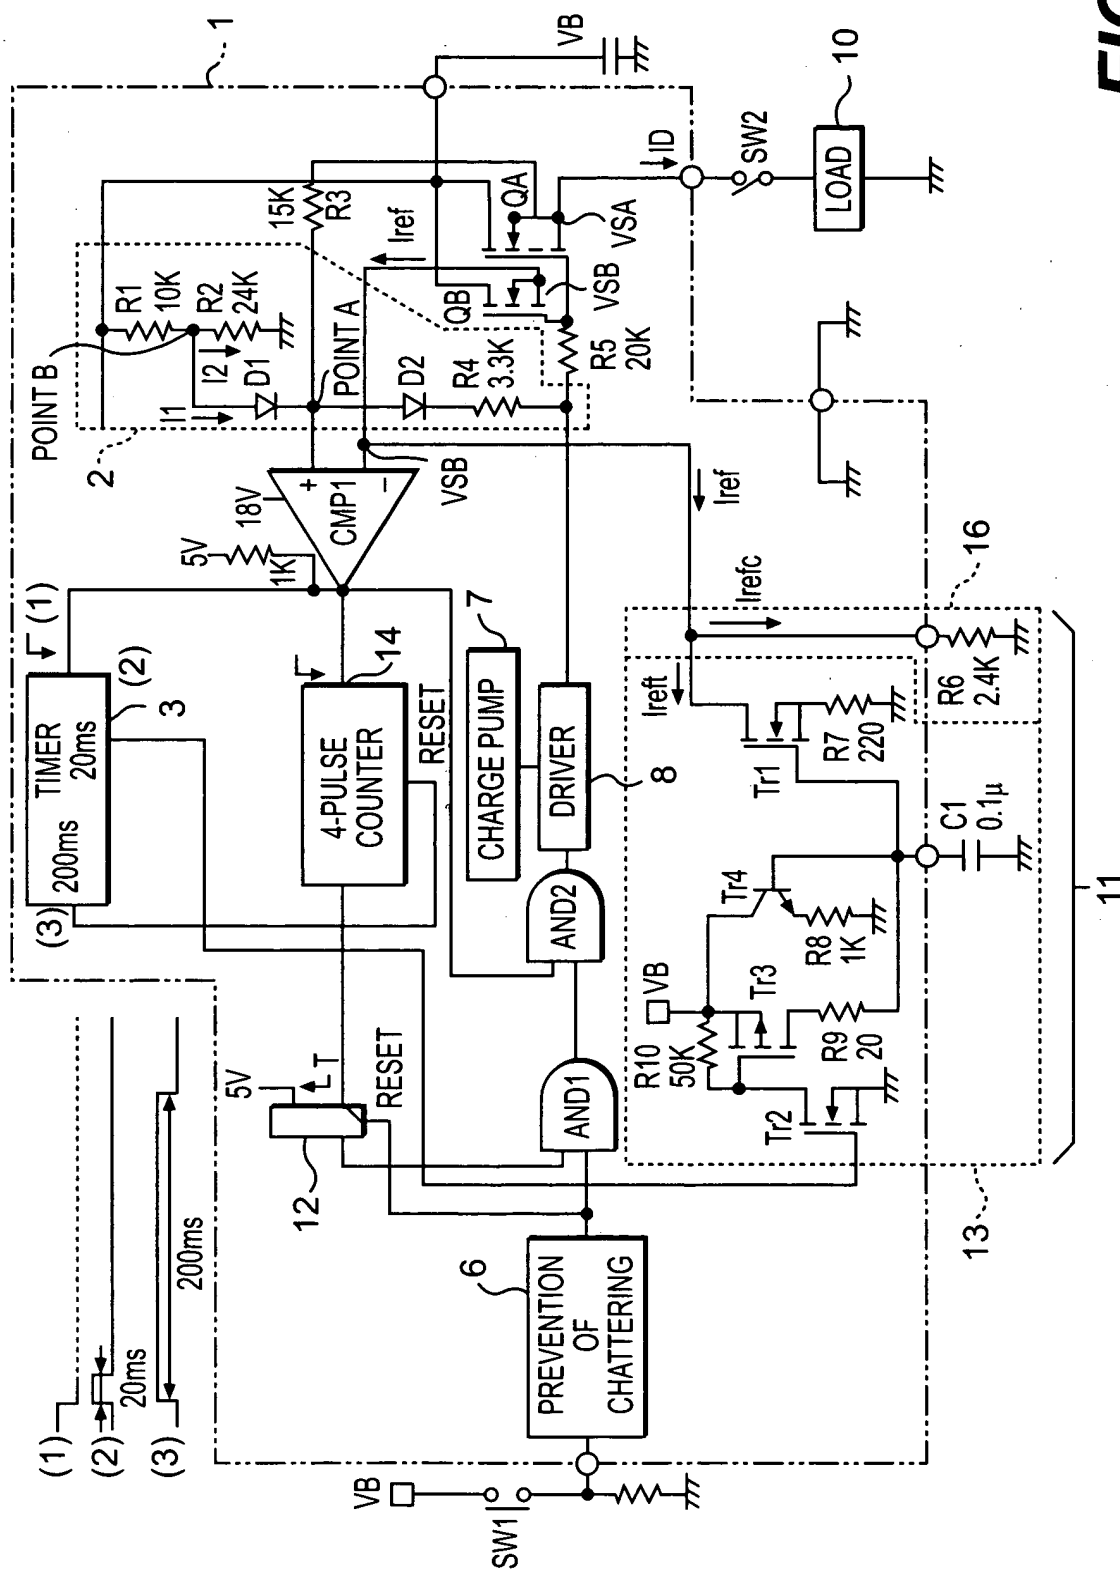 FIG
1
VB
POINT B
R1
10K
R2
24K
15K
R3
I1
I2
D1
2
POINT A
Iref
QA
QB
VSA
VSB
ID
SW2
LOAD
10
D2
R4
3.3K
R5
20K
18V
5V
1K
+
CMP1
−
VSB
Iref
(1)
TIMER
200ms
20ms
(2)
(3)
3
4-PULSE
COUNTER
14
RESET
CHARGE PUMP
7
DRIVER
8
AND2
AND1
5V
T
RESET
12
(1)
(2)
20ms
(3)
200ms
PREVENTION
OF
CHATTERING
6
VB
SW1
Irefc
16
Ireft
R6
2.4K
Tr1
R7
220
C1
0.1μ
Tr4
R8
1K
VB
Tr3
R10
50K
R9
20
Tr2
13
11